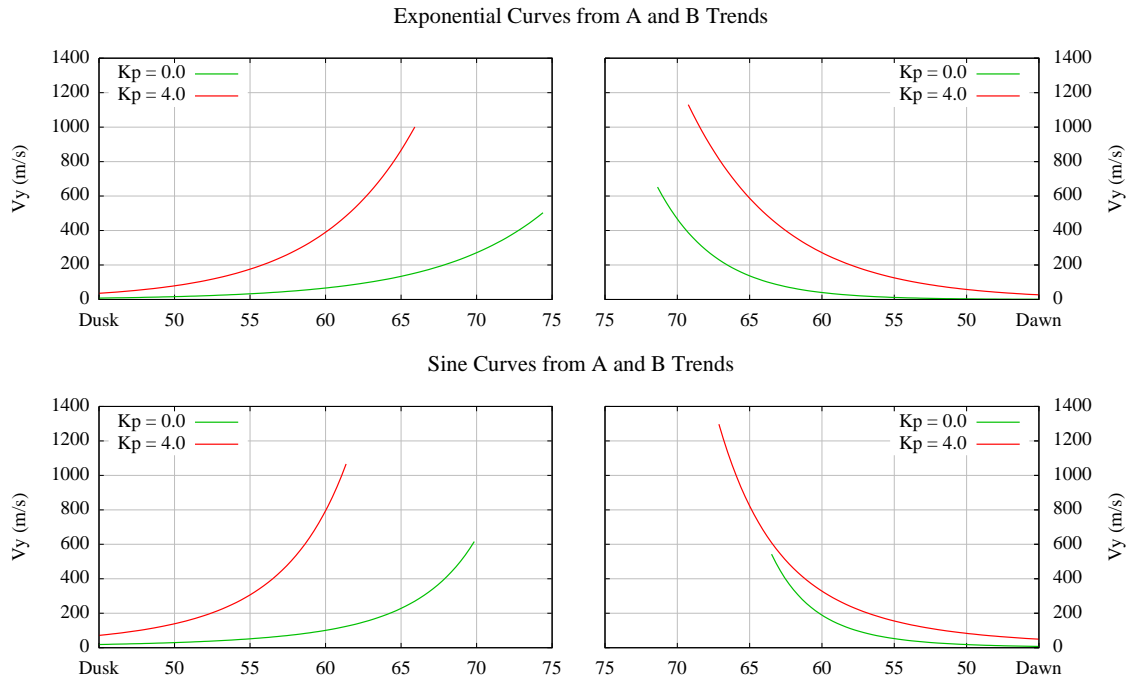 Exponential Curves from A and B Trends
Vy (m/s)
1400
1200
1000
800
600
400
200
0
Kp = 0.0
Kp = 4.0
Dusk 50 55 60 65 70 75
Kp = 0.0
Kp = 4.0
1400
1200
1000
800
600
400
200
0
Vy (m/s)
75 70 65 60 55 50 Dawn
Sine Curves from A and B Trends
Vy (m/s)
1400
1200
1000
800
600
400
200
0
Kp = 0.0
Kp = 4.0
Dusk 50 55 60 65 70 75
Kp = 0.0
Kp = 4.0
1400
1200
1000
800
600
400
200
0
Vy (m/s)
75 70 65 60 55 50 Dawn